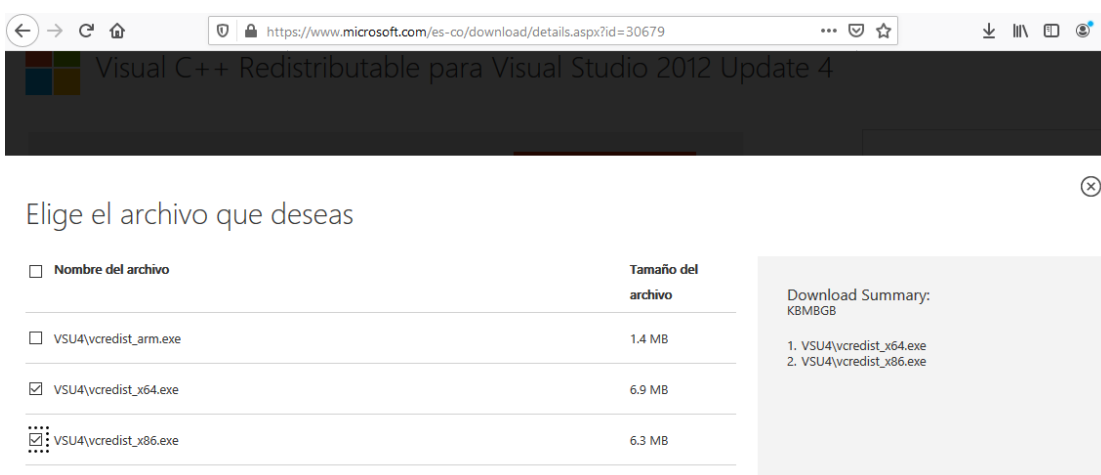 https://www.microsoft.com/es-co/download/details.aspx?id=30679
Visual C++ Redistributable para Visual Studio 2012 Update 4
Elige el archivo que deseas
Nombre del archivo
Tamaño del
archivo
VSU4\vcredist_arm.exe
1.4 MB
VSU4\vcredist_x64.exe
6.9 MB
VSU4\vcredist_x86.exe
6.3 MB
Download Summary:
KBMBGB
1. VSU4\vcredist_x64.exe
2. VSU4\vcredist_x86.exe